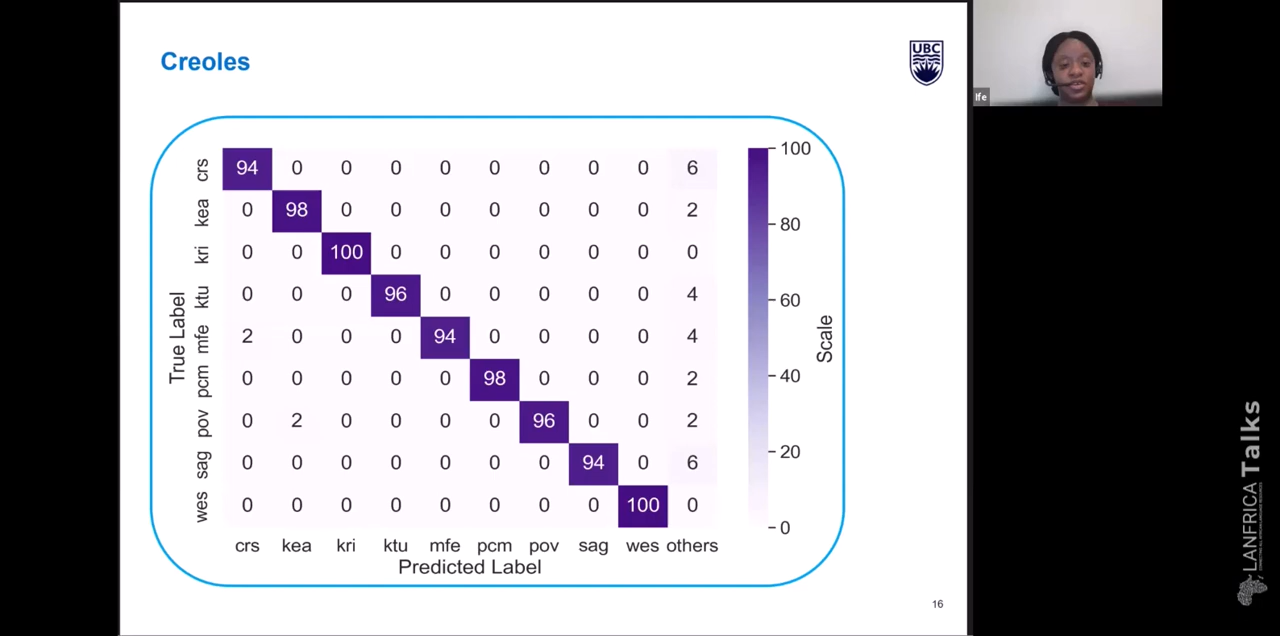 Creoles
UBC
Ife
True Label
crs 94 0 0 0 0 0 0 0 0 6
kea 0 98 0 0 0 0 0 0 0 2
kri 0 0 100 0 0 0 0 0 0 0
ktu 0 0 0 96 0 0 0 0 0 4
mfe 2 0 0 0 94 0 0 0 0 4
pcm 0 0 0 0 0 98 0 0 0 2
pov 0 2 0 0 0 0 96 0 0 2
sag 0 0 0 0 0 0 0 94 0 6
wes 0 0 0 0 0 0 0 0 100 0
crs kea kri ktu mfe pcm pov sag wes others
Predicted Label
100
80
60
40
20
0
Scale
16
LANFRICA Talks